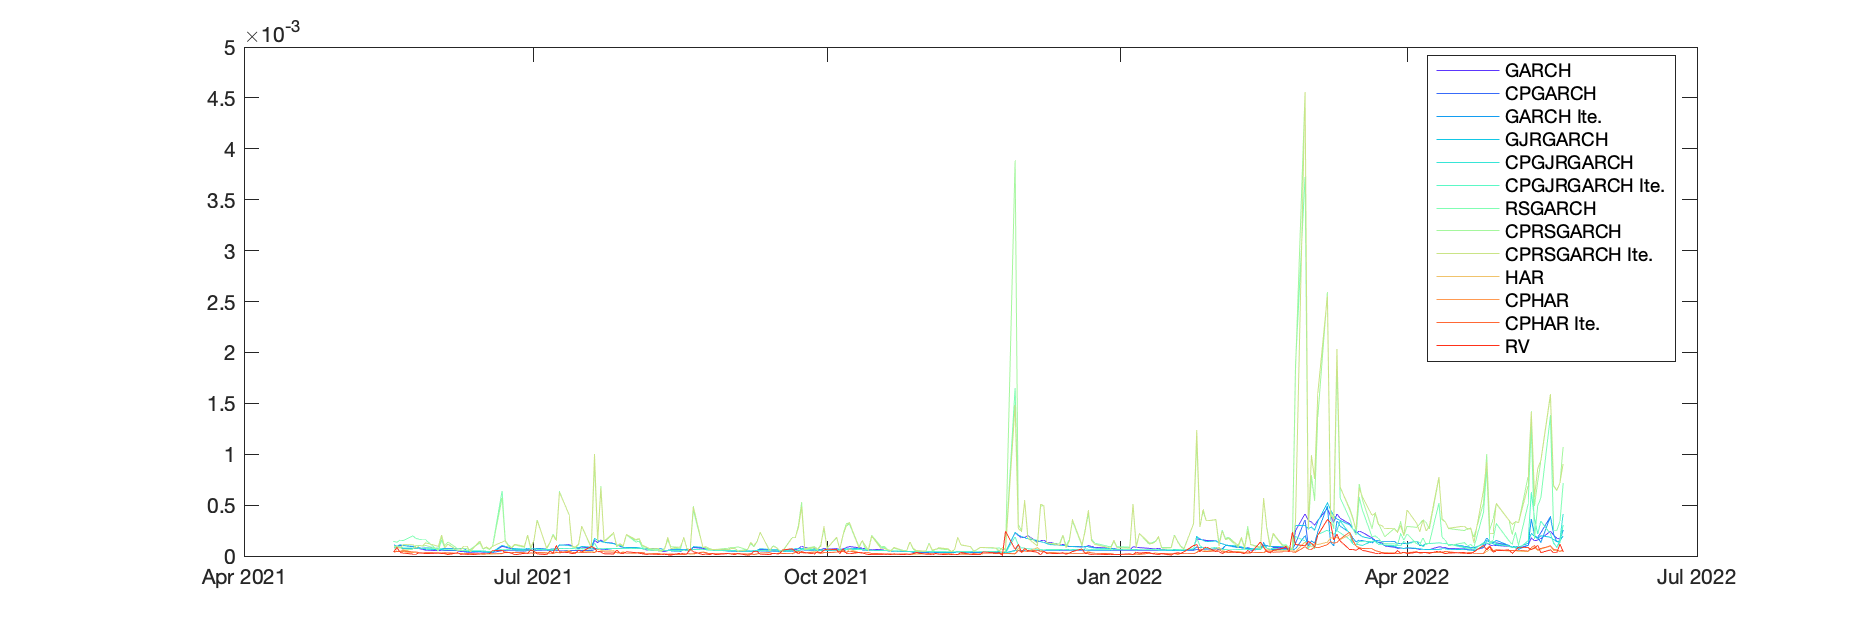 ×10-3
5
4.5
4
3.5
3
2.5
2
1.5
1
0.5
0
Apr 2021
Jul 2021
Oct 2021
Jan 2022
Apr 2022
Jul 2022
GARCH
CPGARCH
GARCH Ite.
GJRGARCH
CPGJRGARCH
CPGJRGARCH Ite.
RSGARCH
CPRSGARCH
CPRSGARCH Ite.
HAR
CPHAR
CPHAR Ite.
RV